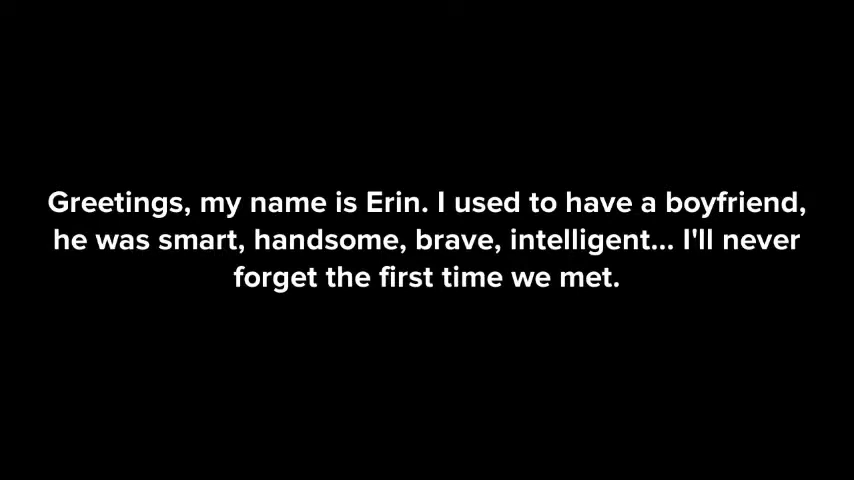 Greetings, my name is Erin. I used to have a boyfriend,
he was smart, handsome, brave, intelligent... I'll never
forget the first time we met.